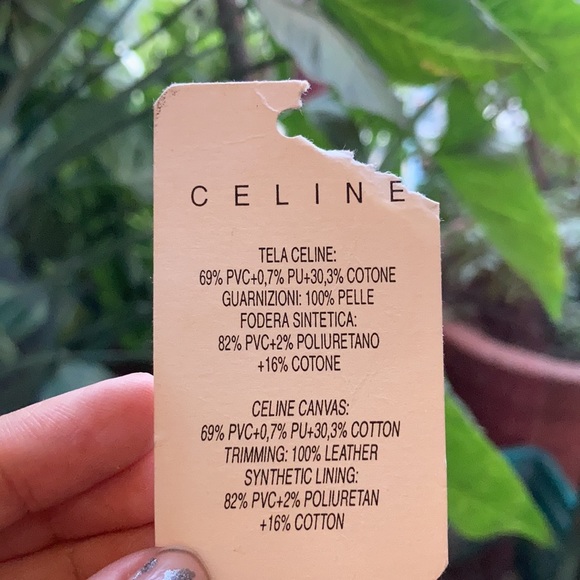 CELINE
TELA CELINE:
69% PVC+0,7% PU+30,3% COTONE
GUARNIZIONI: 100% PELLE
FODERA SINTETICA:
82% PVC+2% POLIURETANO
+16% COTONE
CELINE CANVAS:
69% PVC+0,7% PU+30,3% COTTON
TRIMMING: 100% LEATHER
SYNTHETIC LINING:
82% PVC+2% POLIURETAN
+16% COTTON